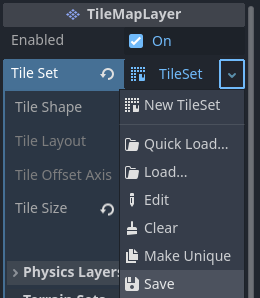 TileMapLayer
Enabled
On
Tile Set
TileSet
Tile Shape
New TileSet
Tile Layout
Quick Load...
Tile Offset Axis
Load...
Tile Size
Edit
Clear
Make Unique
Physics Layers
Save